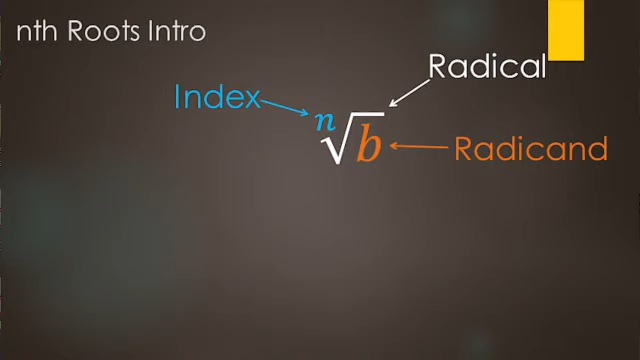 nth Roots Intro
Radical
Index
n√b
Radicand